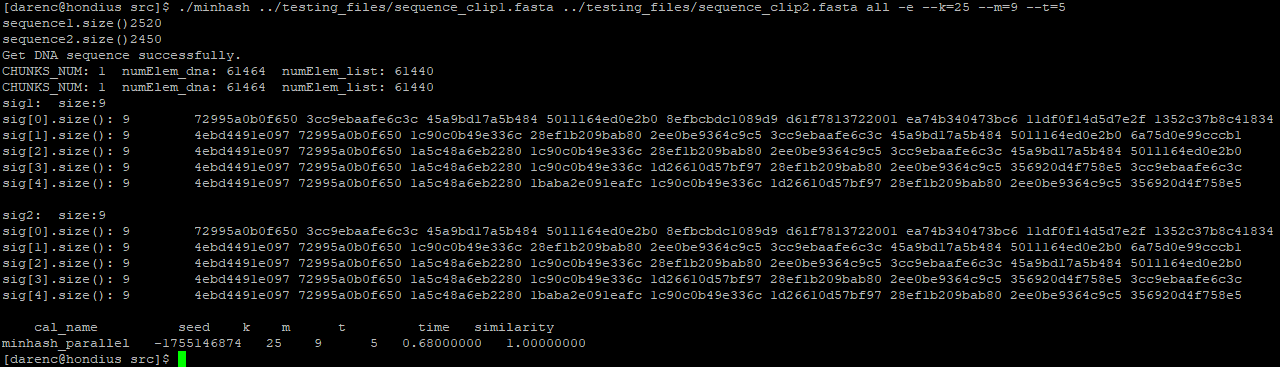 [darenc@hondius src]$ ./minhash ../testing_files/sequence_clip1.fasta ../testing_files/sequence_clip2.fasta all -e --k=25 --m=9 --t=5
sequence1.size()2520
sequence2.size()2450
Get DNA sequence successfully.
CHUNKS_NUM: 1  numElem_dna: 61464  numElem_list: 61440
CHUNKS_NUM: 1  numElem_dna: 61464  numElem_list: 61440
sig1:  size:9
sig[0].size(): 9        72995a0b0f650 3cc9ebaafe6c3c 45a9bd17a5b484 5011164ed0e2b0 8efbcbdc1089d9 d61f7813722001 ea74b340473bc6 11df0f14d5d7e2f 1352c37b8c41834
sig[1].size(): 9        4ebd4491e097 72995a0b0f650 1c90c0b49e336c 28ef1b209bab80 2ee0be9364c9c5 3cc9ebaafe6c3c 45a9bd17a5b484 5011164ed0e2b0 6a75d0e99cccb1
sig[2].size(): 9        4ebd4491e097 72995a0b0f650 1a5c48a6eb2280 1c90c0b49e336c 28ef1b209bab80 2ee0be9364c9c5 3cc9ebaafe6c3c 45a9bd17a5b484 5011164ed0e2b0
sig[3].size(): 9        4ebd4491e097 72995a0b0f650 1a5c48a6eb2280 1c90c0b49e336c 1d26610d57bf97 28ef1b209bab80 2ee0be9364c9c5 356920d4f758e5 3cc9ebaafe6c3c
sig[4].size(): 9        4ebd4491e097 72995a0b0f650 1a5c48a6eb2280 1baba2e091eafc 1c90c0b49e336c 1d26610d57bf97 28ef1b209bab80 2ee0be9364c9c5 356920d4f758e5

sig2:  size:9
sig[0].size(): 9        72995a0b0f650 3cc9ebaafe6c3c 45a9bd17a5b484 5011164ed0e2b0 8efbcbdc1089d9 d61f7813722001 ea74b340473bc6 11df0f14d5d7e2f 1352c37b8c41834
sig[1].size(): 9        4ebd4491e097 72995a0b0f650 1c90c0b49e336c 28ef1b209bab80 2ee0be9364c9c5 3cc9ebaafe6c3c 45a9bd17a5b484 5011164ed0e2b0 6a75d0e99cccb1
sig[2].size(): 9        4ebd4491e097 72995a0b0f650 1a5c48a6eb2280 1c90c0b49e336c 28ef1b209bab80 2ee0be9364c9c5 3cc9ebaafe6c3c 45a9bd17a5b484 5011164ed0e2b0
sig[3].size(): 9        4ebd4491e097 72995a0b0f650 1a5c48a6eb2280 1c90c0b49e336c 1d26610d57bf97 28ef1b209bab80 2ee0be9364c9c5 356920d4f758e5 3cc9ebaafe6c3c
sig[4].size(): 9        4ebd4491e097 72995a0b0f650 1a5c48a6eb2280 1baba2e091eafc 1c90c0b49e336c 1d26610d57bf97 28ef1b209bab80 2ee0be9364c9c5 356920d4f758e5

    cal_name          seed    k    m      t         time   similarity
minhash_parallel   -1755146874   25    9      5   0.68000000   1.00000000
[darenc@hondius src]$